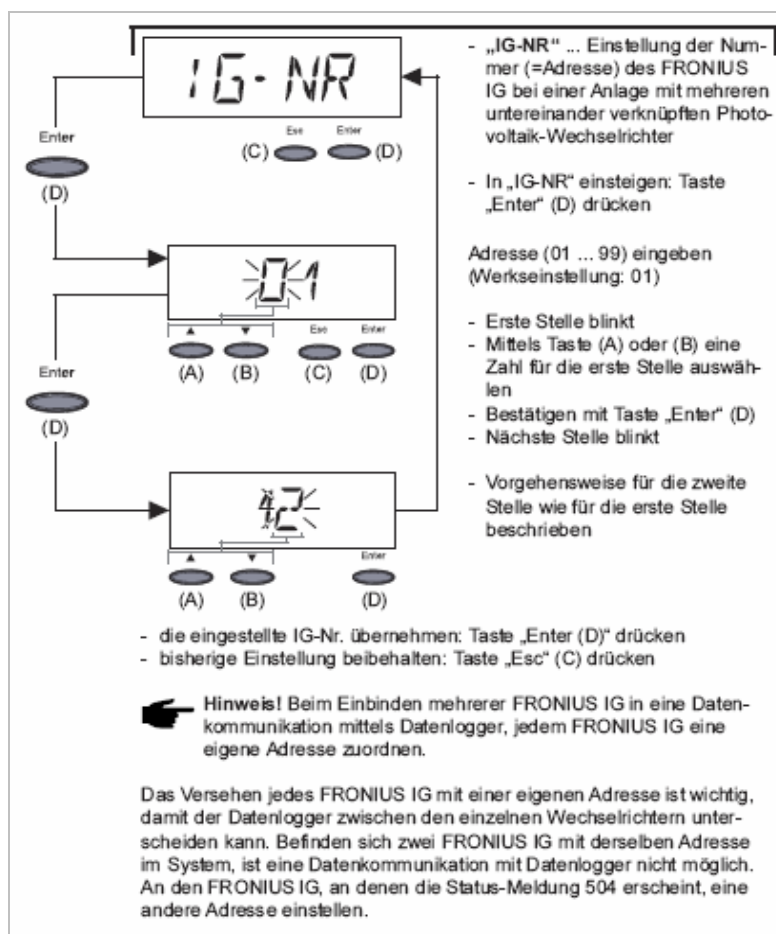 IG-NR
Esc Enter
(C) (D)
Enter
(D)
01
▲ ▼ Esc Enter
(A) (B) (C) (D)
Enter
(D)
42
▲ ▼ Enter
(A) (B) (D)
- „IG-NR“ ... Einstellung der Num-
mer (=Adresse) des FRONIUS
IG bei einer Anlage mit mehreren
untereinander verknüpften Photo-
voltaik-Wechselrichter
- In „IG-NR“ einsteigen: Taste
„Enter“ (D) drücken
Adresse (01 ... 99) eingeben
(Werkseinstellung: 01)
- Erste Stelle blinkt
- Mittels Taste (A) oder (B) eine
Zahl für die erste Stelle auswäh-
len
- Bestätigen mit Taste „Enter“ (D)
- Nächste Stelle blinkt
- Vorgehensweise für die zweite
Stelle wie für die erste Stelle
beschrieben
- die eingestellte IG-Nr. übernehmen: Taste „Enter (D)“ drücken
- bisherige Einstellung beibehalten: Taste „Esc“ (C) drücken
Hinweis! Beim Einbinden mehrerer FRONIUS IG in eine Daten-
kommunikation mittels Datenlogger, jedem FRONIUS IG eine
eigene Adresse zuordnen.
Das Versehen jedes FRONIUS IG mit einer eigenen Adresse ist wichtig,
damit der Datenlogger zwischen den einzelnen Wechselrichtern unter-
scheiden kann. Befinden sich zwei FRONIUS IG mit derselben Adresse
im System, ist eine Datenkommunikation mit Datenlogger nicht möglich.
An den FRONIUS IG, an denen die Status-Meldung 504 erscheint, eine
andere Adresse einstellen.